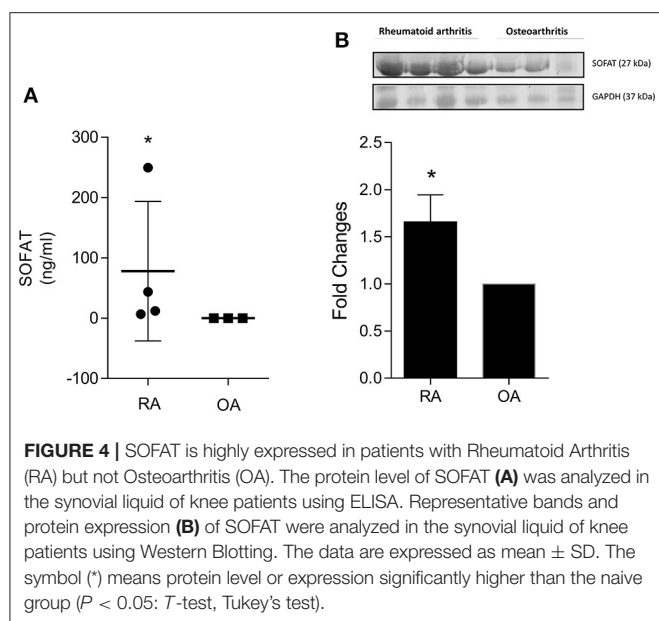 B
Rheumatoid arthritis Osteoarthritis
SOFAT (27 kDa)
GAPDH (37 kDa)
A
300
200
100
0
-100
SOFAT
(ng/ml)
*
RA OA
2.5
2.0
1.5
1.0
0.5
0.0
Fold Changes
*
RA OA
FIGURE 4 | SOFAT is highly expressed in patients with Rheumatoid Arthritis
(RA) but not Osteoarthritis (OA). The protein level of SOFAT (A) was analyzed in
the synovial liquid of knee patients using ELISA. Representative bands and
protein expression (B) of SOFAT were analyzed in the synovial liquid of knee
patients using Western Blotting. The data are expressed as mean ± SD. The
symbol (*) means protein level or expression significantly higher than the naive
group (P < 0.05: T-test, Tukey's test).